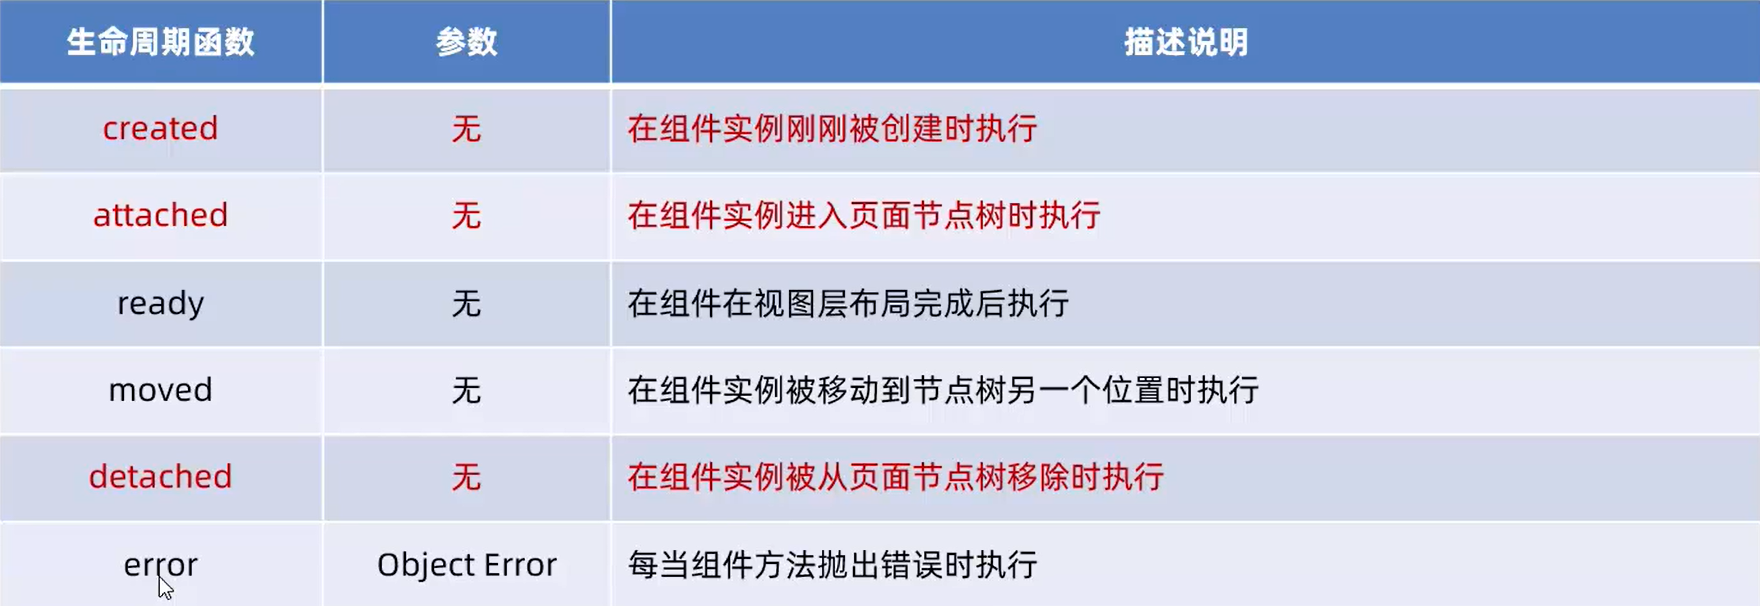 生命周期函数 参数 描述说明
created 无 在组件实例刚刚被创建时执行
attached 无 在组件实例进入页面节点树时执行
ready 无 在组件在视图层布局完成后执行
moved 无 在组件实例被移动到节点树另一个位置时执行
detached 无 在组件实例被从页面节点树移除时执行
error Object Error 每当组件方法抛出错误时执行